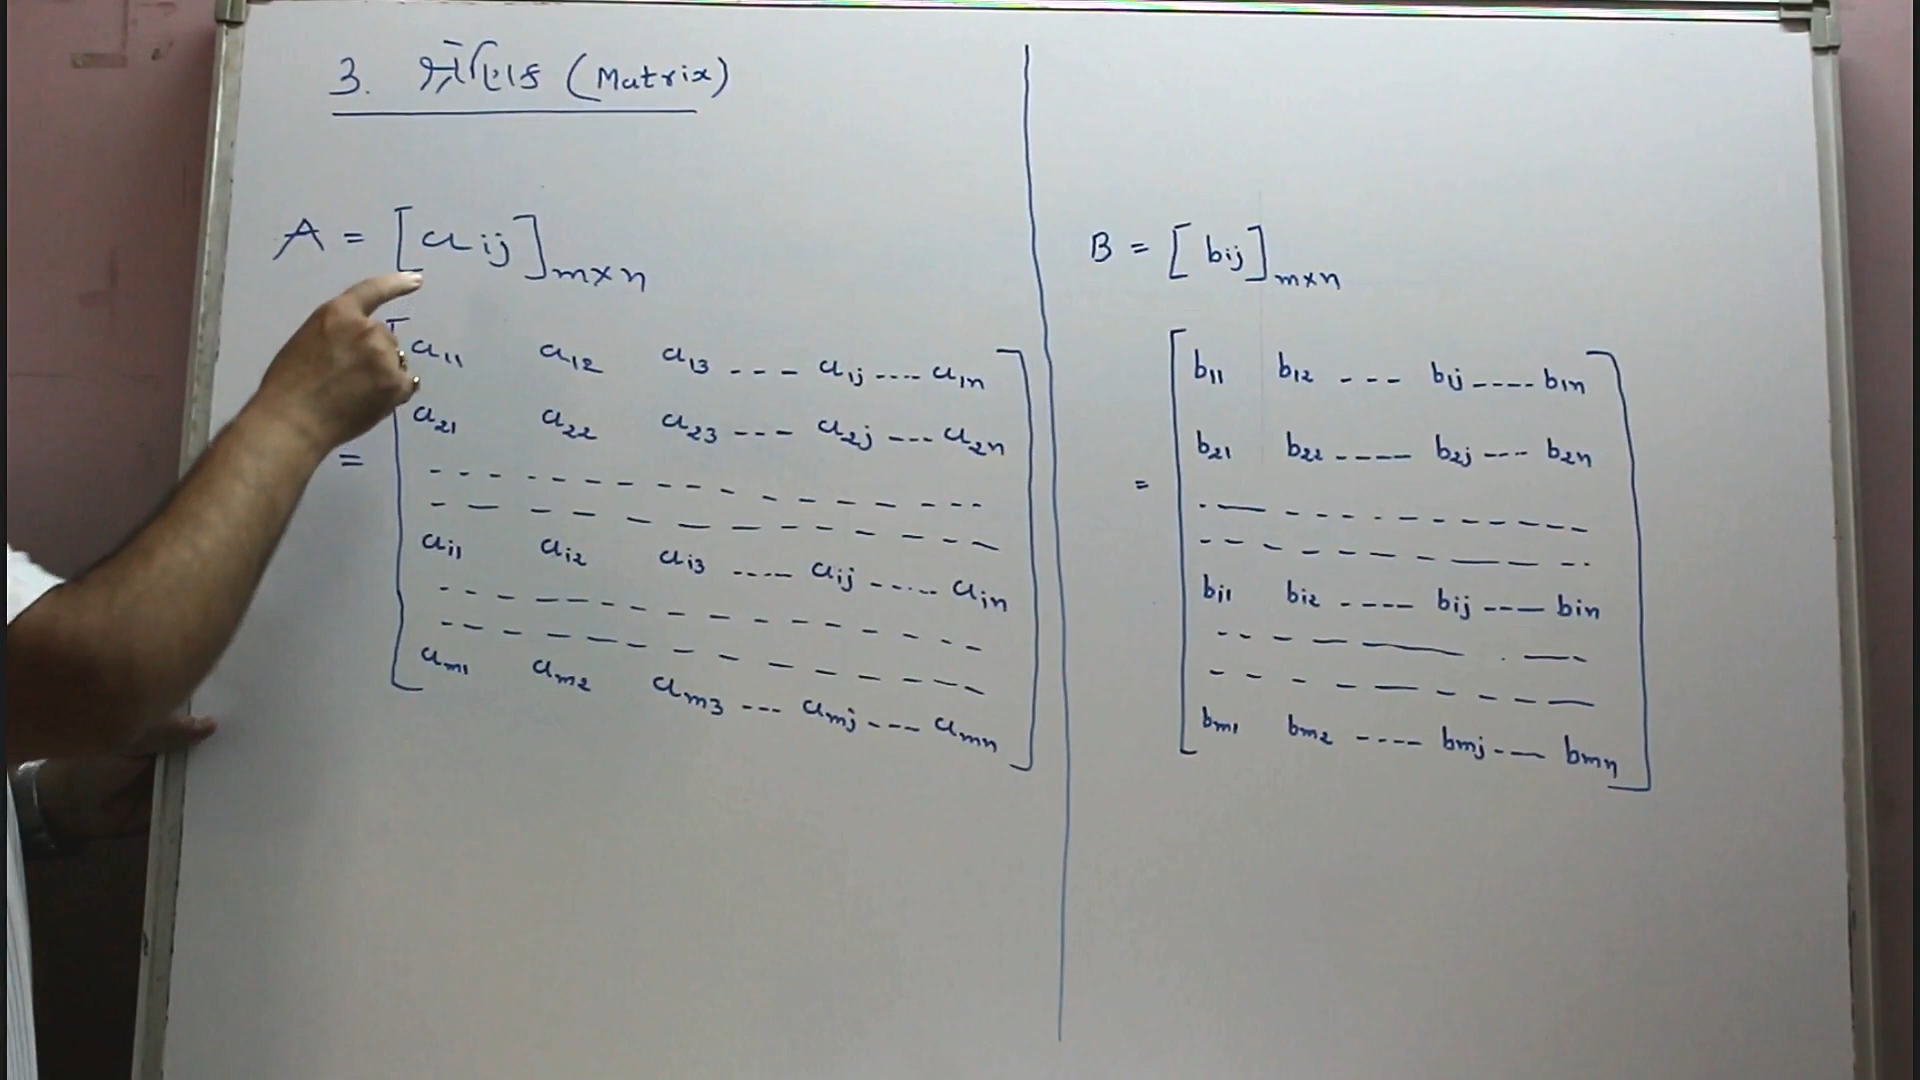 3. શ્રેણિક (Matrix)
A = [aij]m×n
= [ a11 a12 a13 --- a1j ---- a1n
a21 a22 a23 --- a2j --- a2n
ai1 ai2 ai3 ---- aij ----- ain
am1 am2 am3 --- amj --- amn ]
B = [bij]m×n
= [ b11 b12 --- bij ---- b1n
b21 b22 ---- b2j --- b2n
bi1 bi2 ---- bij --- bin
bm1 bm2 ---- bmj --- bmn ]